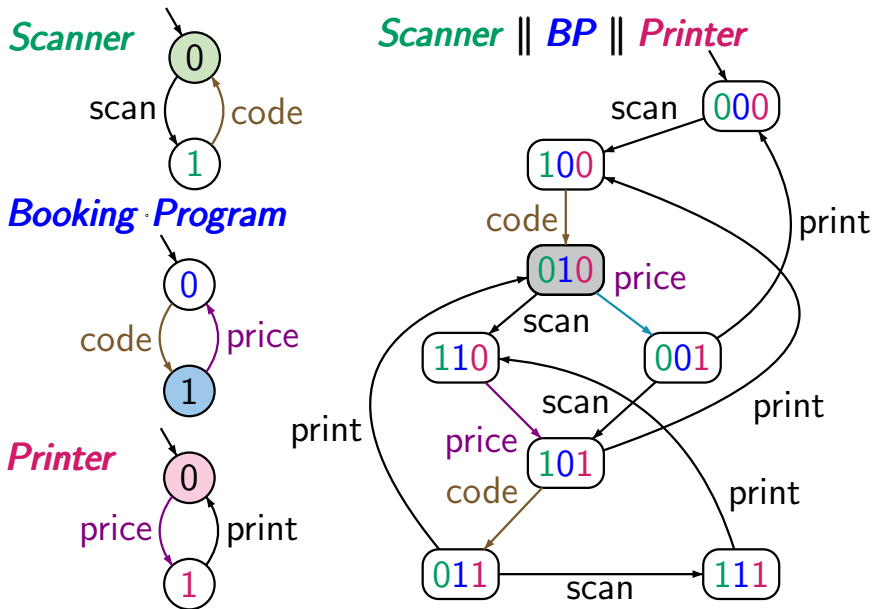 Scanner
0
scan
code
1
Booking Program
0
code
price
1
Printer
0
price
print
1
Scanner || BP || Printer
000
scan
100
code
print
010
price
scan
110
001
scan
print
print
price
101
code
print
011
scan
111